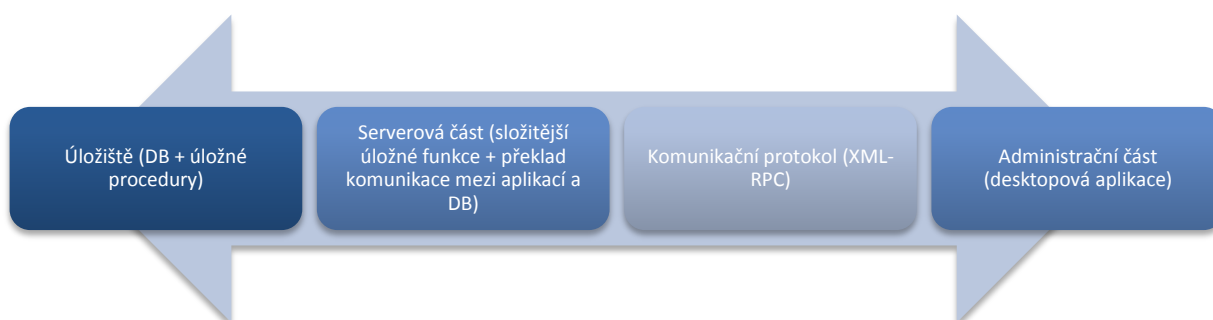 Úložiště (DB + úložné
procedury)
Serverová část (složitější
úložné funkce + překlad
komunikace mezi aplikací a
DB)
Komunikační protokol (XML-
RPC)
Administrační část
(desktopová aplikace)